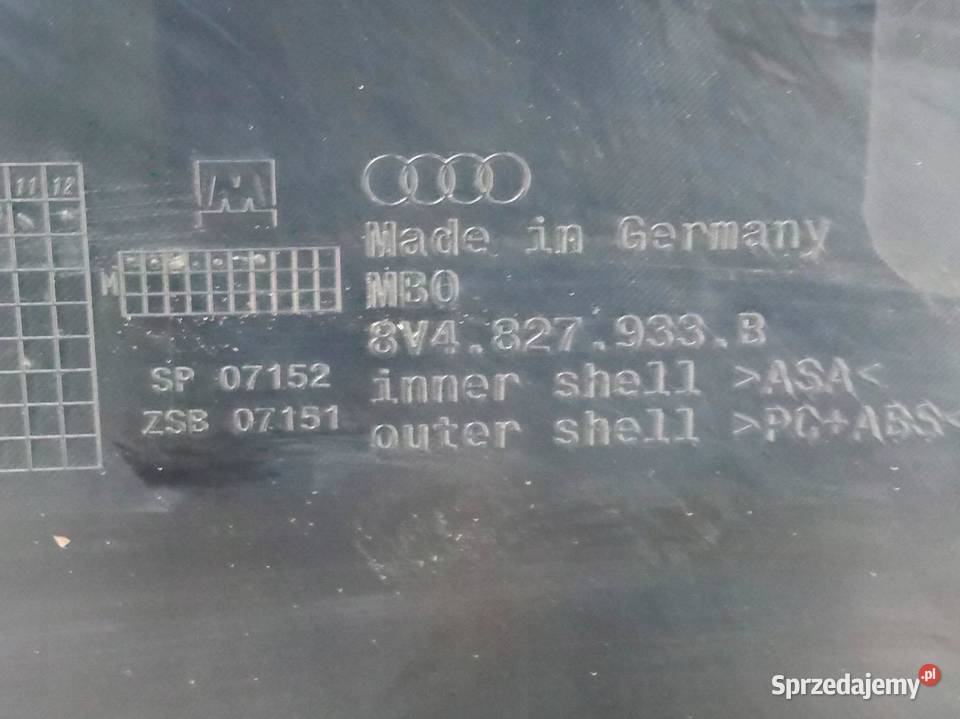 11 12
Made in Germany
M
MB0
8V4.827.933.B
SP 07152
inner shell >ASA<
ZSB 07151
outer shell >PC+ABS<
Sprzedajemy.pl